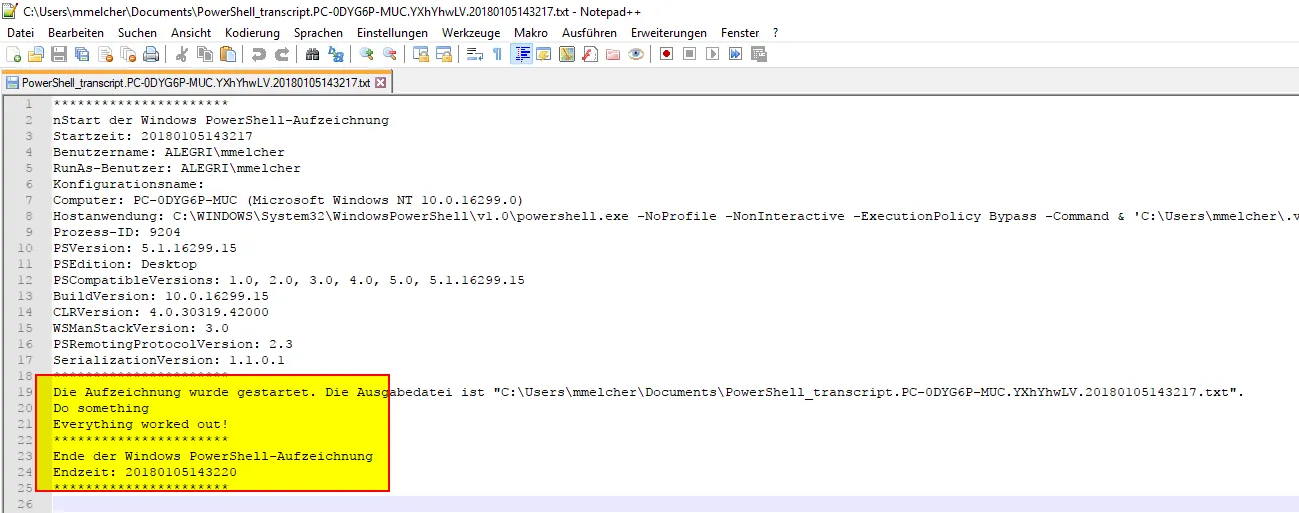 C:\Users\mmelcher\Documents\PowerShell_transcript.PC-0DYG6P-MUC.YXhYhwLV.20180105143217.txt - Notepad++
Datei Bearbeiten Suchen Ansicht Kodierung Sprachen Einstellungen Werkzeuge Makro Ausführen Erweiterungen Fenster ?
PowerShell_transcript.PC-0DYG6P-MUC.YXhYhwLV.20180105143217.txt
1 **********************
2 nStart der Windows PowerShell-Aufzeichnung
3 Startzeit: 20180105143217
4 Benutzername: ALEGRI\mmelcher
5 RunAs-Benutzer: ALEGRI\mmelcher
6 Konfigurationsname:
7 Computer: PC-0DYG6P-MUC (Microsoft Windows NT 10.0.16299.0)
8 Hostanwendung: C:\WINDOWS\System32\WindowsPowerShell\v1.0\powershell.exe -NoProfile -NonInteractive -ExecutionPolicy Bypass -Command & 'C:\Users\mmelcher\.v
9 Prozess-ID: 9204
10 PSVersion: 5.1.16299.15
11 PSEdition: Desktop
12 PSCompatibleVersions: 1.0, 2.0, 3.0, 4.0, 5.0, 5.1.16299.15
13 BuildVersion: 10.0.16299.15
14 CLRVersion: 4.0.30319.42000
15 WSManStackVersion: 3.0
16 PSRemotingProtocolVersion: 2.3
17 SerializationVersion: 1.1.0.1
18 **********************
19 Die Aufzeichnung wurde gestartet. Die Ausgabedatei ist "C:\Users\mmelcher\Documents\PowerShell_transcript.PC-0DYG6P-MUC.YXhYhwLV.20180105143217.txt".
20 Do something
21 Everything worked out!
22 **********************
23 Ende der Windows PowerShell-Aufzeichnung
24 Endzeit: 20180105143220
25 **********************
26